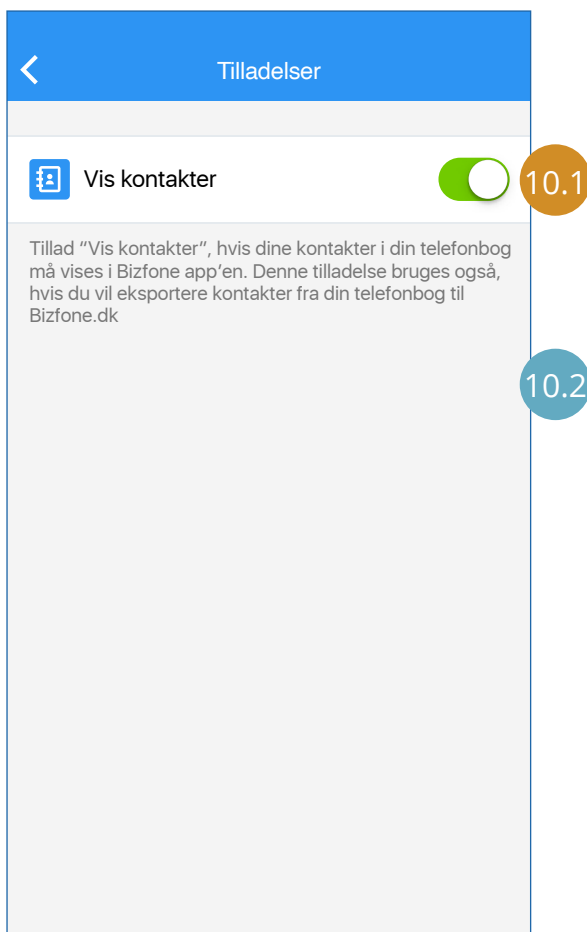 Tilladelser
Vis kontakter
10.1
Tillad “Vis kontakter”, hvis dine kontakter i din telefonbog
må vises i Bizfone app’en. Denne tilladelse bruges også,
hvis du vil eksportere kontakter fra din telefonbog til
Bizfone.dk
10.2